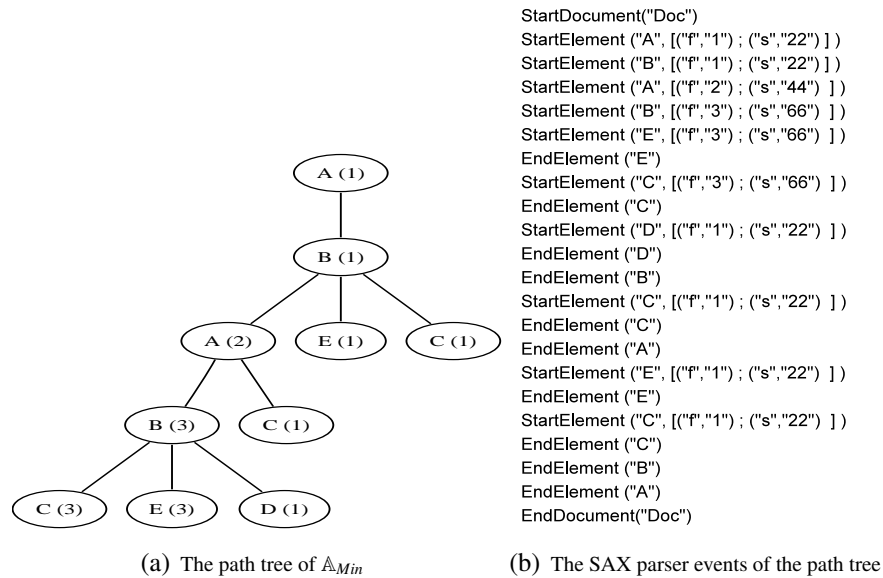 A (1)
B (1)
A (2)
E (1)
C (1)
B (3)
C (1)
C (3)
E (3)
D (1)
(a) The path tree of 𝔸Min
StartDocument("Doc")
StartElement ("A", [("f","1") ; ("s","22") ] )
StartElement ("B", [("f","1") ; ("s","22") ] )
StartElement ("A", [("f","2") ; ("s","44")  ] )
StartElement ("B", [("f","3") ; ("s","66")  ] )
StartElement ("E", [("f","3") ; ("s","66")  ] )
EndElement ("E")
StartElement ("C", [("f","3") ; ("s","66")  ] )
EndElement ("C")
StartElement ("D", [("f","1") ; ("s","22")  ] )
EndElement ("D")
EndElement ("B")
StartElement ("C", [("f","1") ; ("s","22")  ] )
EndElement ("C")
EndElement ("A")
StartElement ("E", [("f","1") ; ("s","22")  ] )
EndElement ("E")
StartElement ("C", [("f","1") ; ("s","22")  ] )
EndElement ("C")
EndElement ("B")
EndElement ("A")
EndDocument("Doc")
(b) The SAX parser events of the path tree